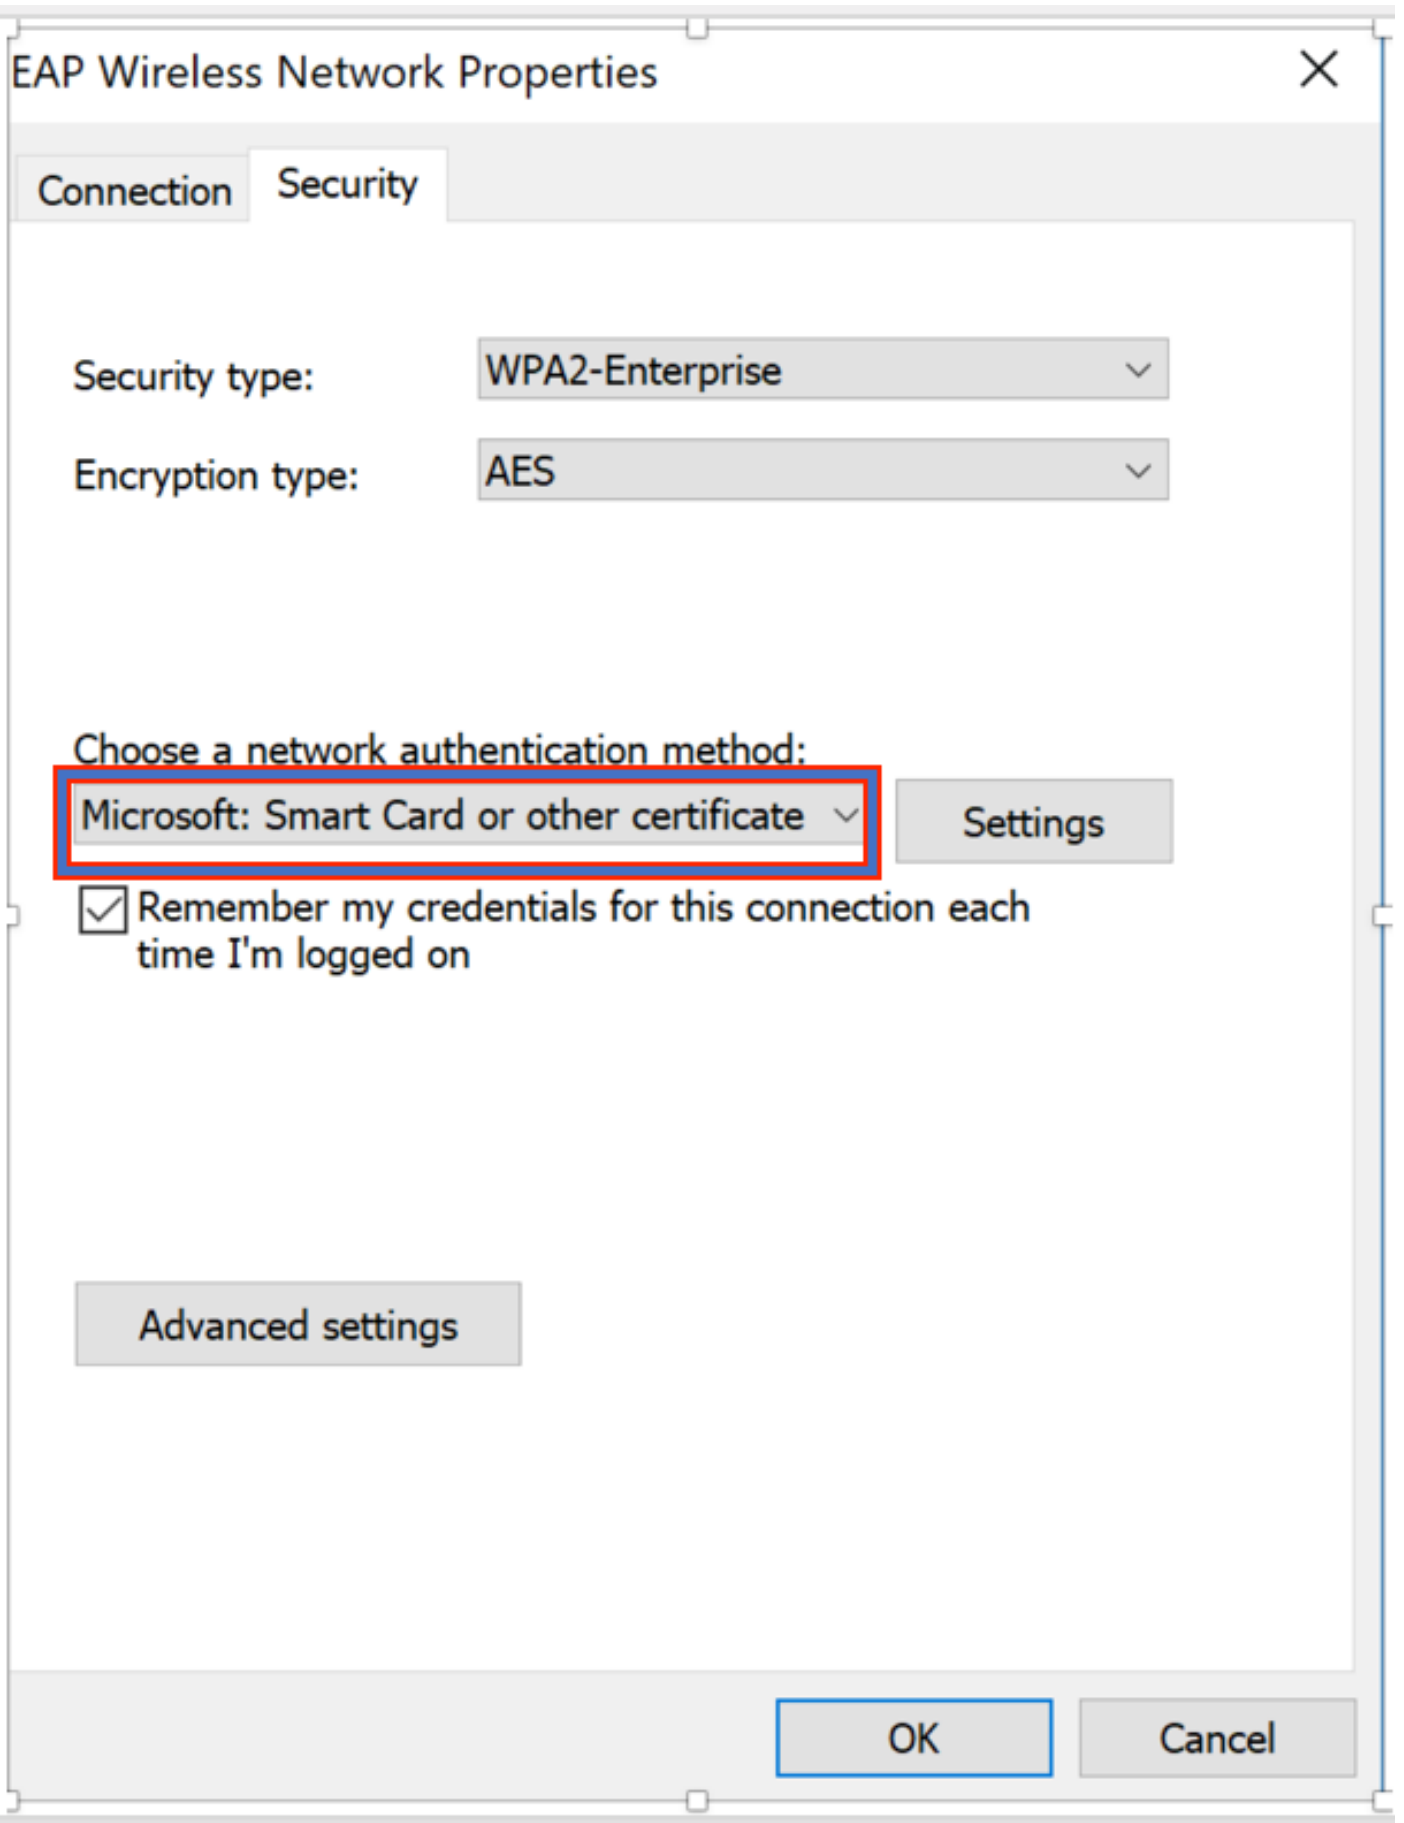 EAP Wireless Network Properties
Connection
Security
Security type:
WPA2-Enterprise
Encryption type:
AES
Choose a network authentication method:
Microsoft: Smart Card or other certificate
Settings
Remember my credentials for this connection each
time I'm logged on
Advanced settings
OK
Cancel